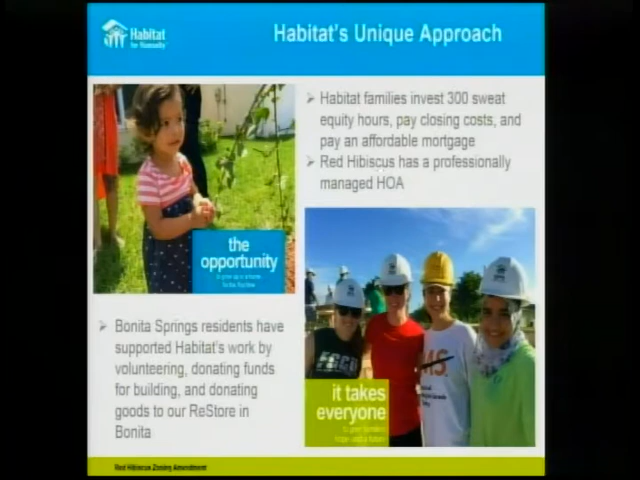 Habitat
for Humanity
Habitat's Unique Approach
Habitat families invest 300 sweat
equity hours, pay closing costs, and
pay an affordable mortgage
Red Hibiscus has a professionally
managed HOA
the
opportunity
Bonita Springs residents have
supported Habitat's work by
volunteering, donating funds
for building, and donating
goods to our ReStore in
Bonita
FGCU
MS.
it takes
everyone
Red Hibiscus Zoning Amendment